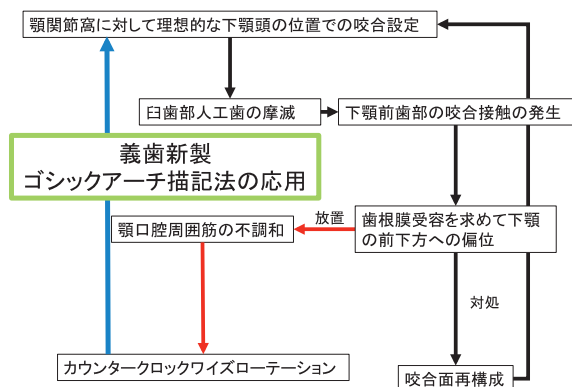 顎関節窩に対して理想的な下顎頭の位置での咬合設定
臼歯部人工歯の摩滅
下顎前歯部の咬合接触の発生
義歯新製
ゴシックアーチ描記法の応用
放置
歯根膜受容を求めて下顎
の前下方への偏位
顎口腔周囲筋の不調和
対処
カウンタークロックワイズローテーション
咬合面再構成